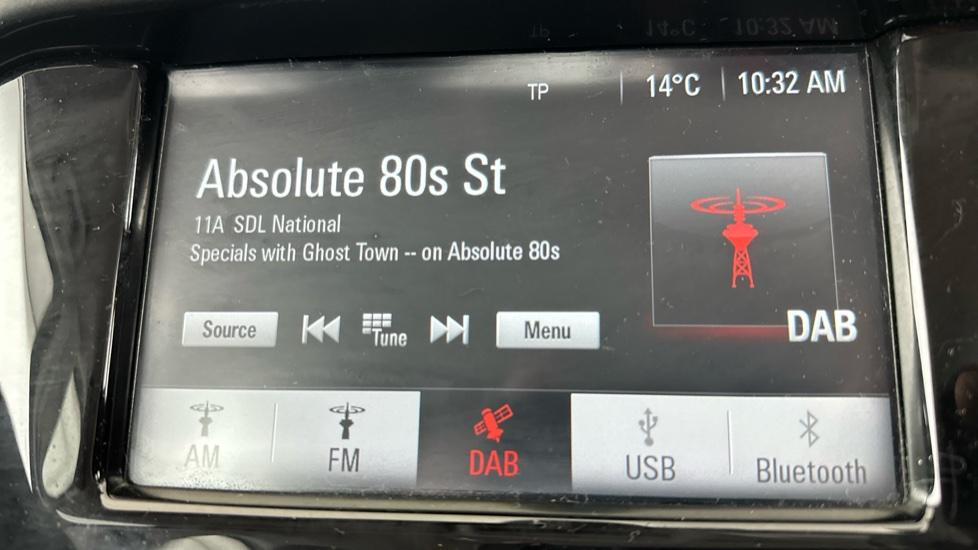 TP 14°C 10:32 AM
Absolute 80s St
11A SDL National
Specials with Ghost Town -- on Absolute 80s
Source Tune Menu
DAB
AM FM DAB USB Bluetooth